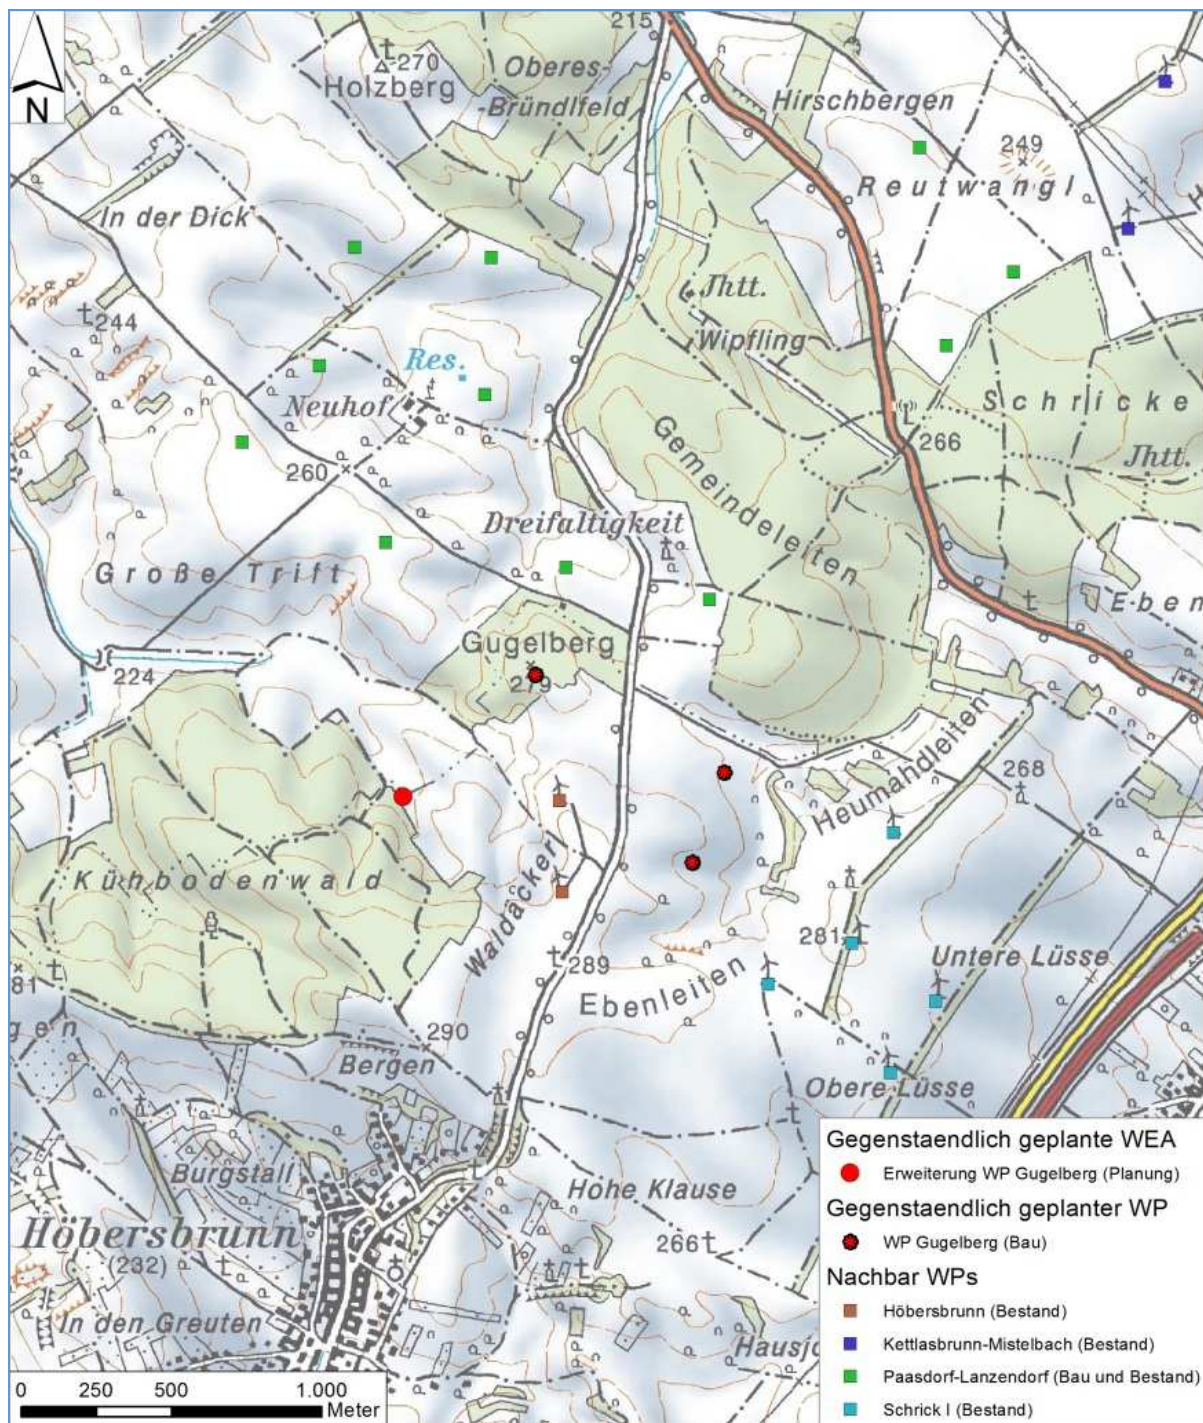 215
270
Holzberg
Oberes-
-Bründlfeld
Hirschbergen
249
Reutwangl
N
In der Dick
Jhtt.
244
Wipfling
Res.
Neuhof
Schricke
266
Jhtt.
260
Gemeindeleiten
Dreifaltigkeit
Große Trift
Eben
Gugelberg
224
279
268
Heumahdleiten
Kühbodenwald
Waldäcker
281
289
Untere Lüsse
81
Ebenleiten
gen
290
Bergen
Obere Lüsse
Burgstall
Hohe Klause
Höbersbrunn
(232)
266
In den Greuten
Hausjo
Gegenstaendlich geplante WEA
Erweiterung WP Gugelberg (Planung)
Gegenstaendlich geplanter WP
WP Gugelberg (Bau)
Nachbar WPs
Höbersbrunn (Bestand)
Kettlasbrunn-Mistelbach (Bestand)
Paasdorf-Lanzendorf (Bau und Bestand)
Schrick I (Bestand)
0 250 500 1.000
Meter